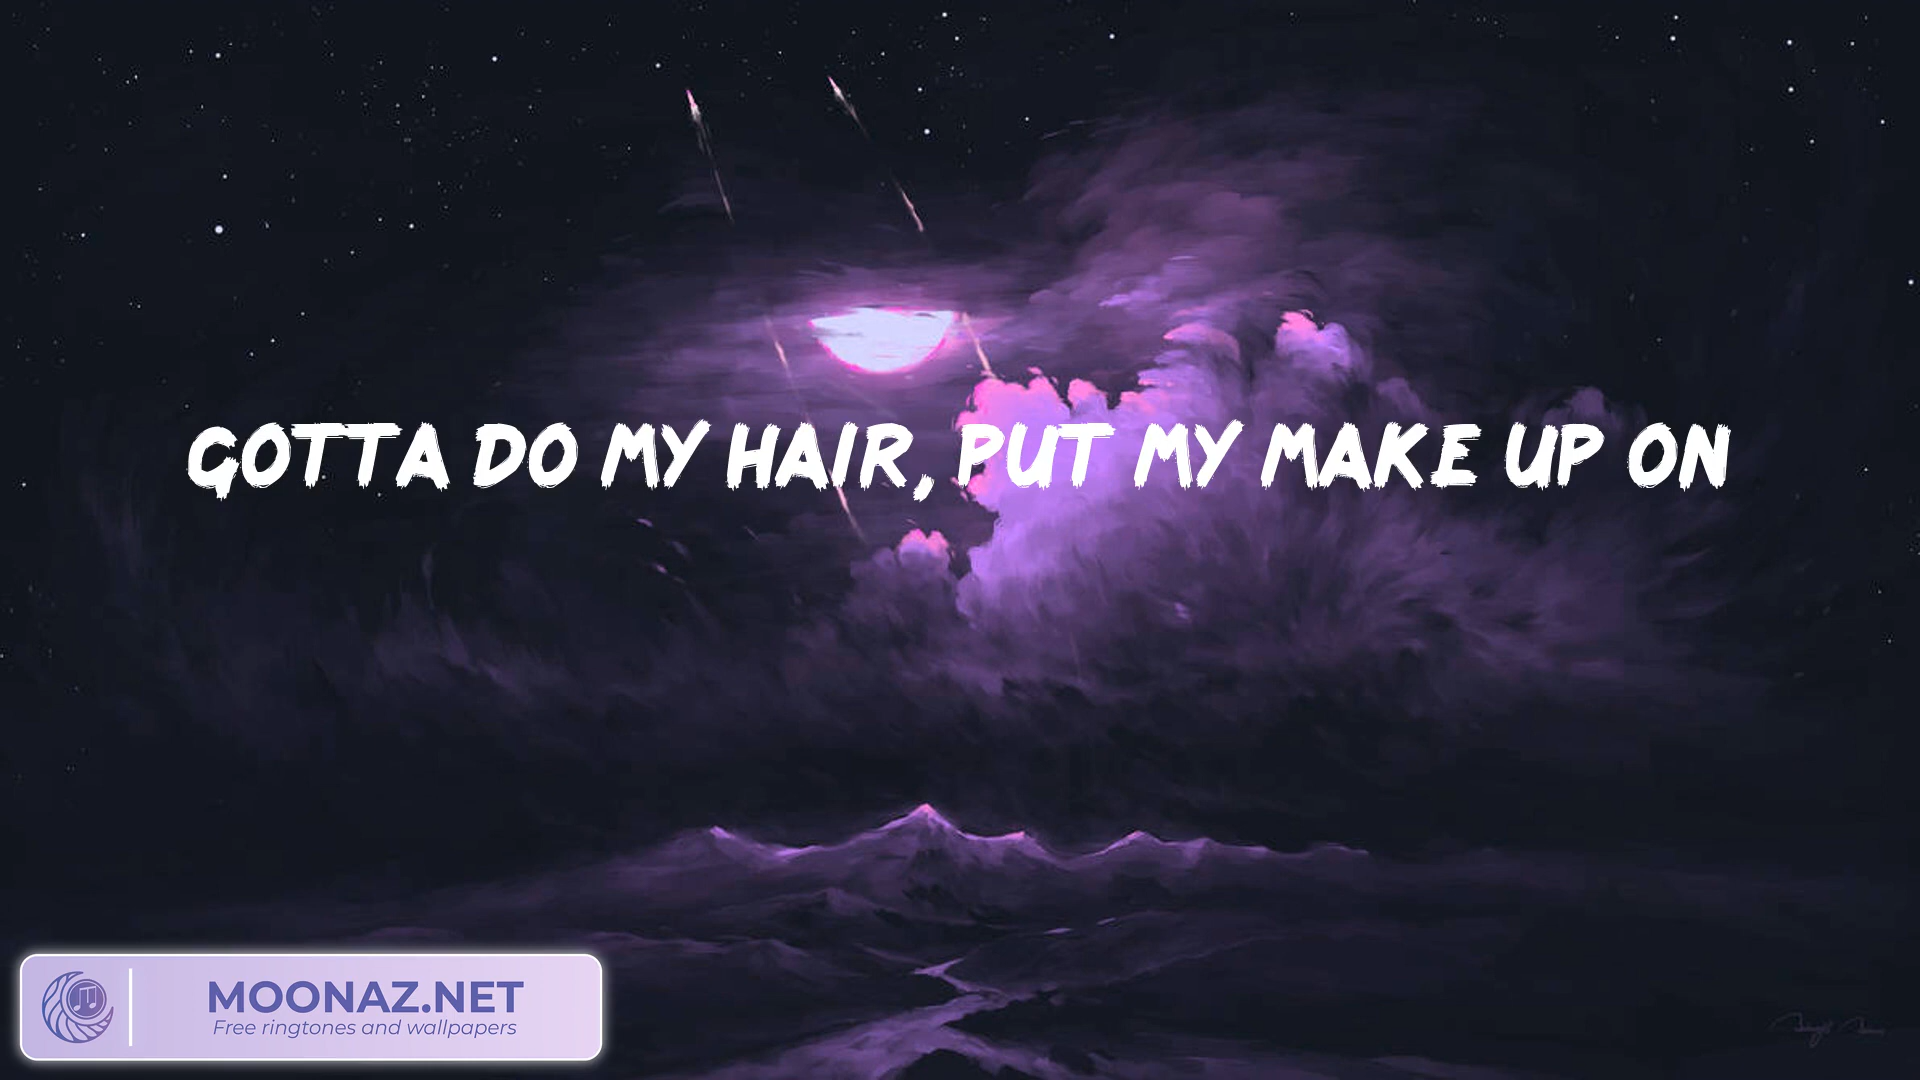 GOTTA DO MY HAIR, PUT MY MAKE UP ON
MOONAZ.NET
Free ringtones and wallpapers